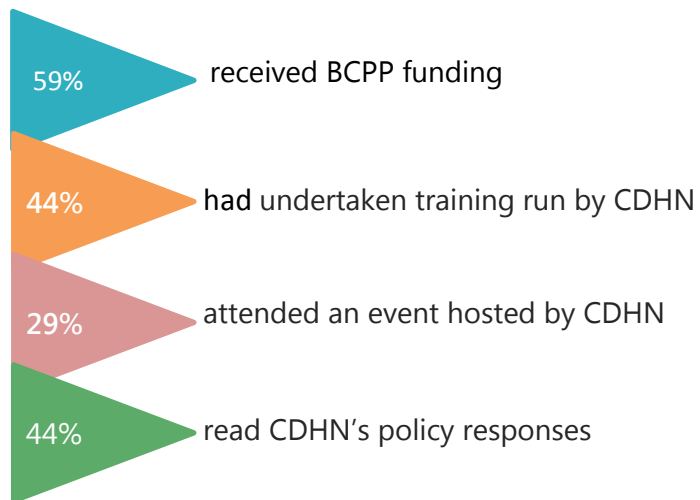 59% received BCPP funding
44% had undertaken training run by CDHN
29% attended an event hosted by CDHN
44% read CDHN’s policy responses